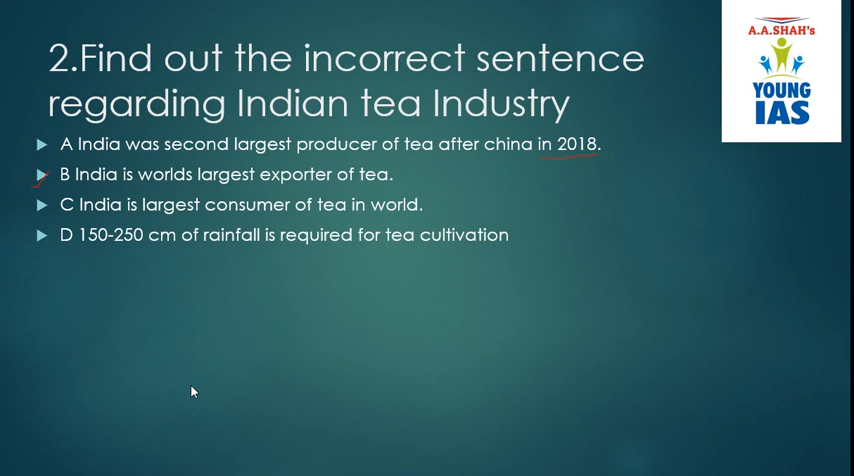 A.A.SHAH's
YOUNG
IAS
2.Find out the incorrect sentence
regarding Indian tea Industry
A India was second largest producer of tea after china in 2018.
B India is worlds largest exporter of tea.
C India is largest consumer of tea in world.
D 150-250 cm of rainfall is required for tea cultivation